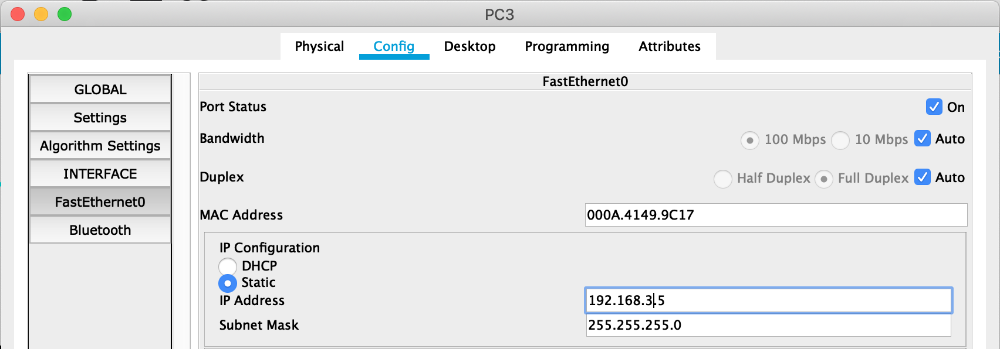 PC3
Physical Config Desktop Programming Attributes
GLOBAL
Settings
Algorithm Settings
INTERFACE
FastEthernet0
Bluetooth
FastEthernet0
Port Status On
Bandwidth 100 Mbps 10 Mbps Auto
Duplex Half Duplex Full Duplex Auto
MAC Address 000A.4149.9C17
IP Configuration
DHCP
Static
IP Address 192.168.3.5
Subnet Mask 255.255.255.0